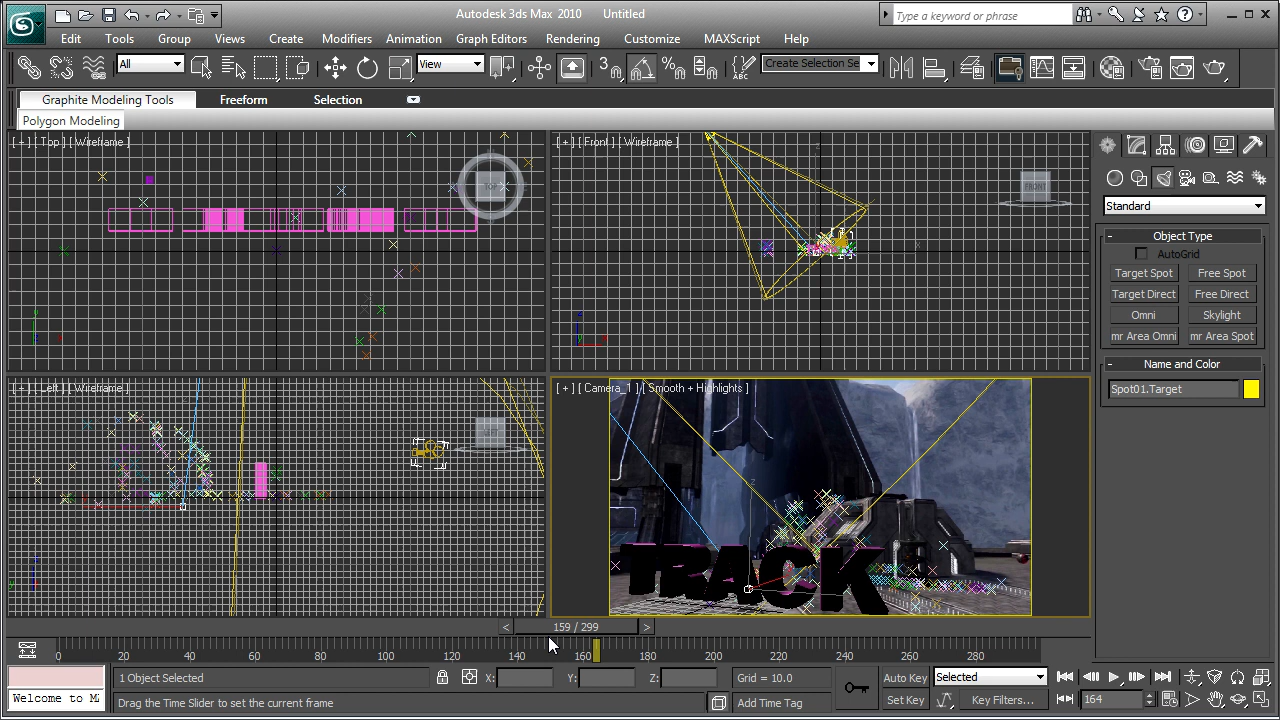 Autodesk 3ds Max 2010 Untitled
Type a keyword or phrase
Edit Tools Group Views Create Modifiers Animation Graph Editors Rendering Customize MAXScript Help
All View 3 ABC Create Selection Se
Graphite Modeling Tools Freeform Selection
Polygon Modeling
[ + ] [ Top ] [ Wireframe ]
TOP
[ + ] [ Front ] [ Wireframe ]
FRONT
Standard
- Object Type
AutoGrid
Target Spot Free Spot
Target Direct Free Direct
Omni Skylight
mr Area Omni mr Area Spot
- Name and Color
Spot01.Target
[ + ] [ Left ] [ Wireframe ]
LEFT
[ + ] [ Camera_1 ] [ Smooth + Highlights ]
TRACK
< 159 / 299 >
0 20 40 60 80 100 120 140 160 180 200 220 240 260 280
1 Object Selected X: Y: Z: Grid = 10.0 Auto Key Selected
Welcome to M
Drag the Time Slider to set the current frame Add Time Tag Set Key Key Filters... 164